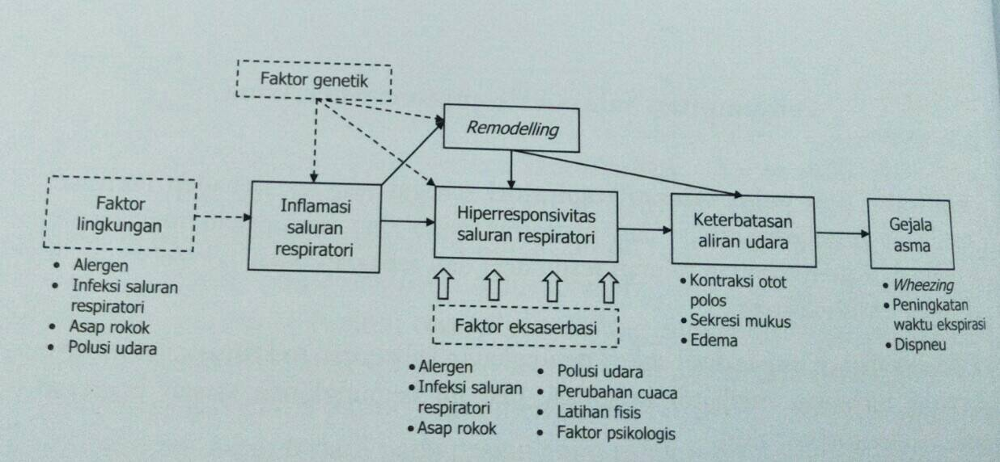 Faktor genetik
Remodelling
Faktor
lingkungan
• Alergen
• Infeksi saluran
respiratori
• Asap rokok
• Polusi udara
Inflamasi
saluran
respiratori
Hiperresponsivitas
saluran respiratori
Faktor eksaserbasi
• Alergen
• Infeksi saluran
respiratori
• Asap rokok
• Polusi udara
• Perubahan cuaca
• Latihan fisis
• Faktor psikologis
Keterbatasan
aliran udara
• Kontraksi otot
polos
• Sekresi mukus
• Edema
Gejala
asma
• Wheezing
• Peningkatan
waktu ekspirasi
• Dispneu